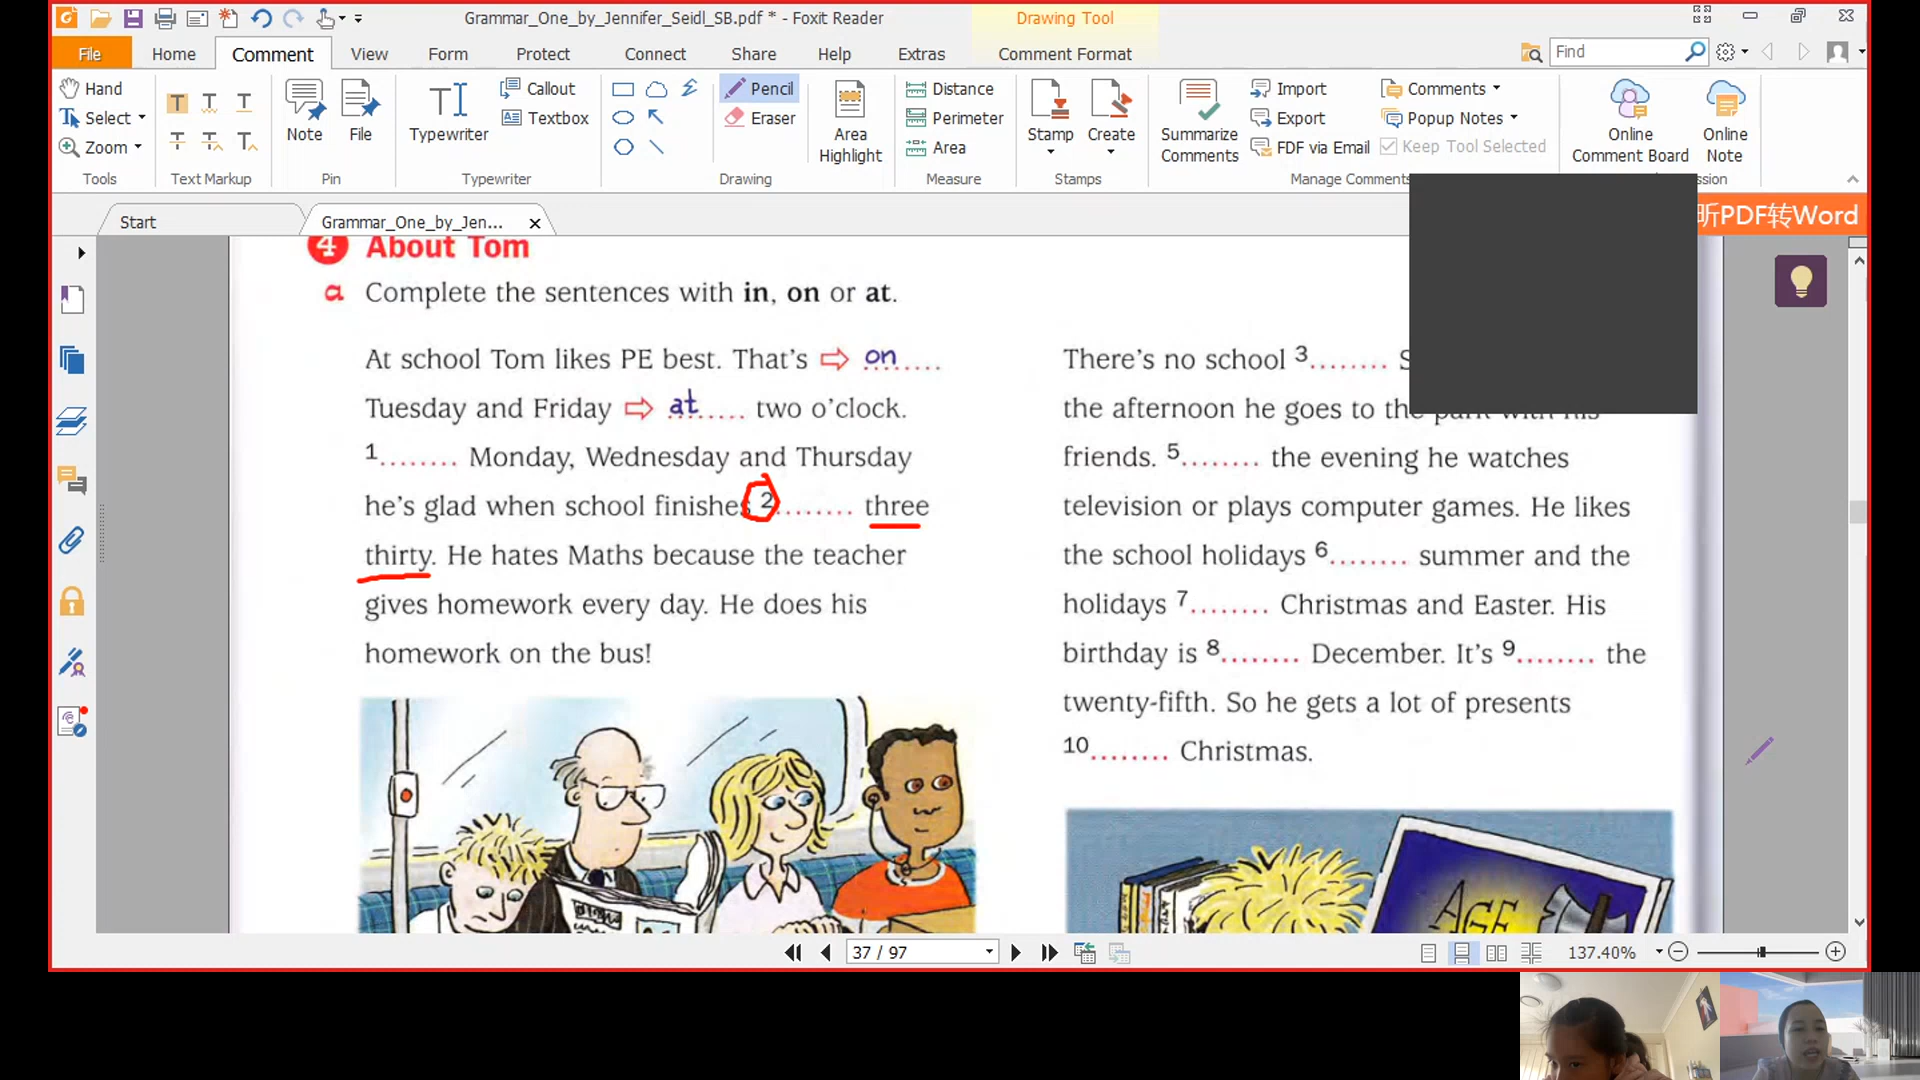 Grammar_One_by_Jennifer_Seidl_SB.pdf * - Foxit Reader
Drawing Tool
File Home Comment View Form Protect Connect Share Help Extras Comment Format
Find
Hand
Select
Zoom
Tools
Text Markup
Note
File
Pin
Typewriter
Callout
Textbox
Typewriter
Pencil
Eraser
Drawing
Area Highlight
Distance
Perimeter
Area
Measure
Stamp
Create
Stamps
Summarize Comments
Import
Export
FDF via Email
Comments
Popup Notes
Keep Tool Selected
Manage Comments
Online Comment Board
Online Note
Start
Grammar_One_by_Jen...
PDF转Word
4 About Tom
a Complete the sentences with in, on or at.
At school Tom likes PE best. That's ⇨ on......
Tuesday and Friday ⇨ at...... two o'clock.
1........ Monday, Wednesday and Thursday
he's glad when school finishes 2........ three
thirty. He hates Maths because the teacher
gives homework every day. He does his
homework on the bus!
There's no school 3........ S
the afternoon he goes to the park with his
friends. 5........ the evening he watches
television or plays computer games. He likes
the school holidays 6........ summer and the
holidays 7........ Christmas and Easter. His
birthday is 8........ December. It's 9........ the
twenty-fifth. So he gets a lot of presents
10........ Christmas.
AGE
37 / 97
137.40%